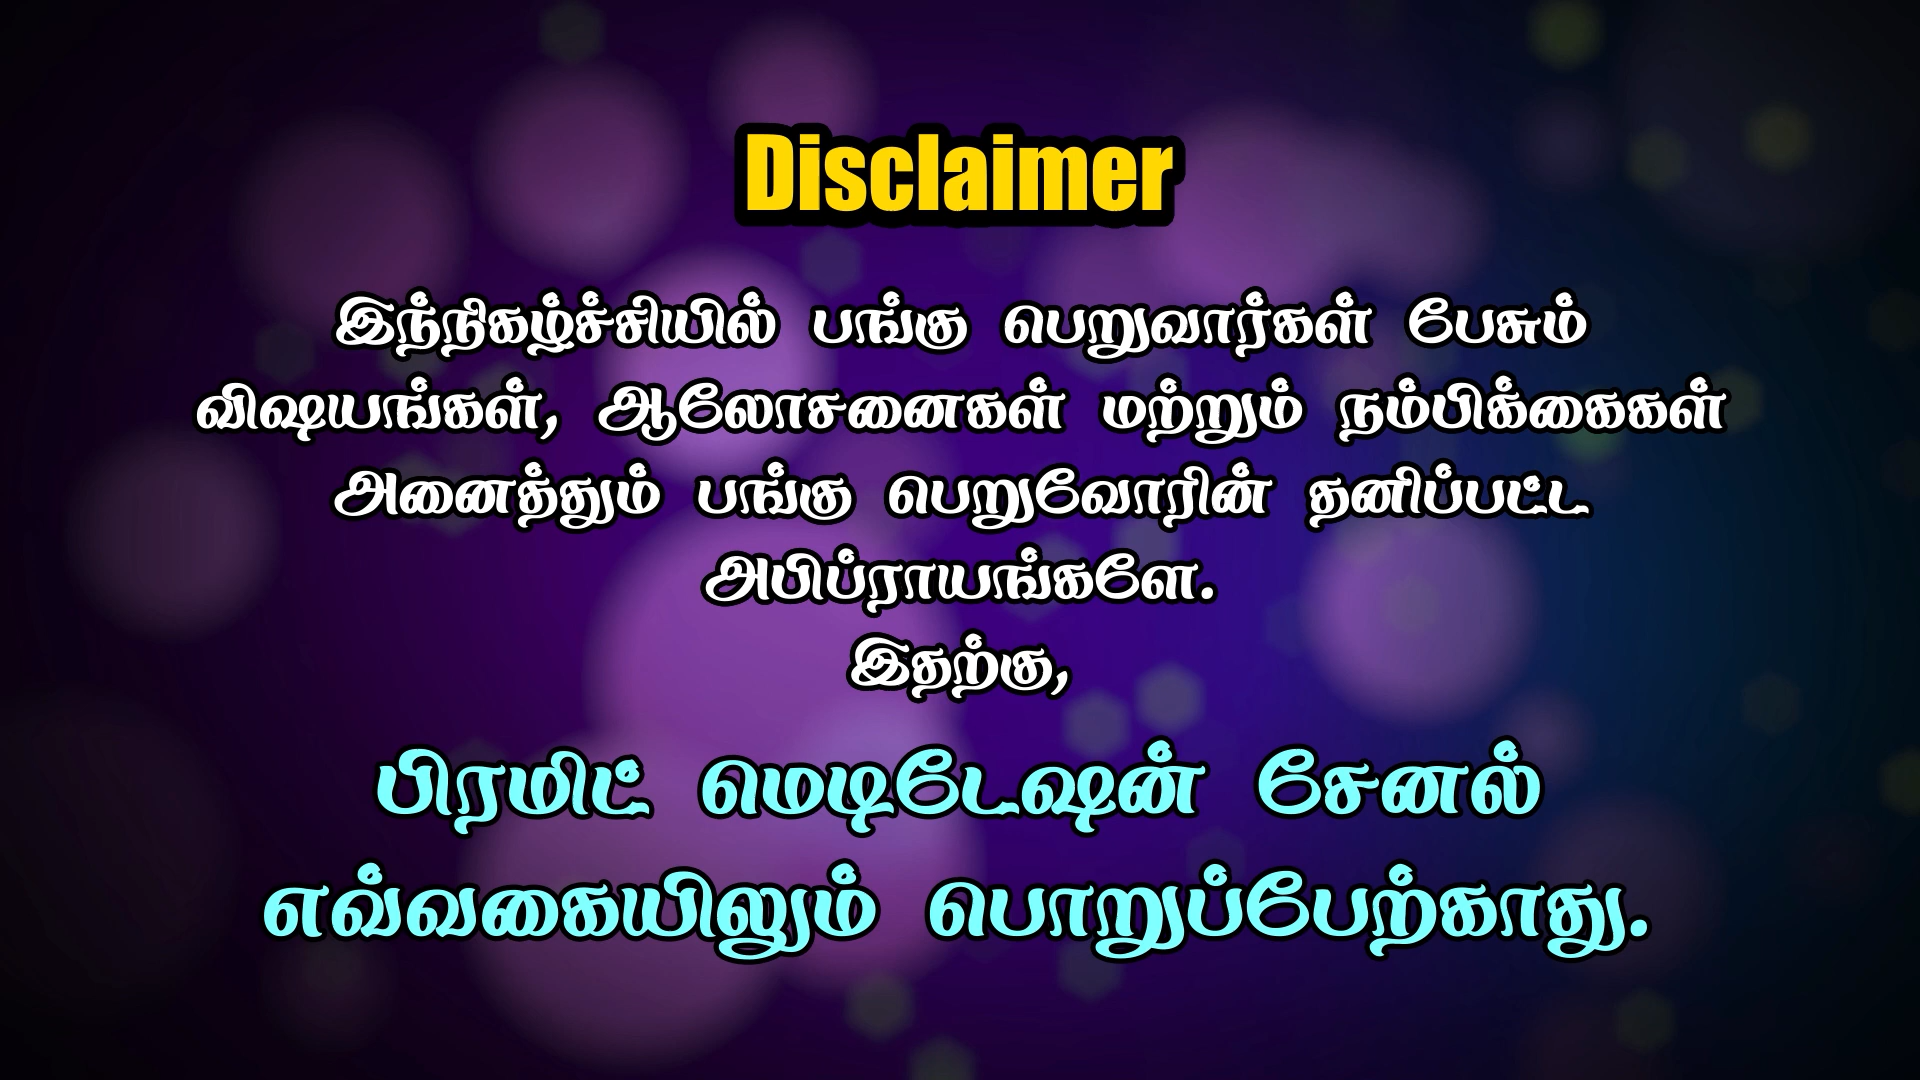 Disclaimer
இந்நிகழ்ச்சியில் பங்கு பெறுவார்கள் பேசும்
விஷயங்கள், ஆலோசனைகள் மற்றும் நம்பிக்கைகள்
அனைத்தும் பங்கு பெறுவோரின் தனிப்பட்ட
அபிப்ராயங்களே.
இதற்கு,
பிரமிட் மெடிடேஷன் சேனல்
எவ்வகையிலும் பொறுப்பேற்காது.